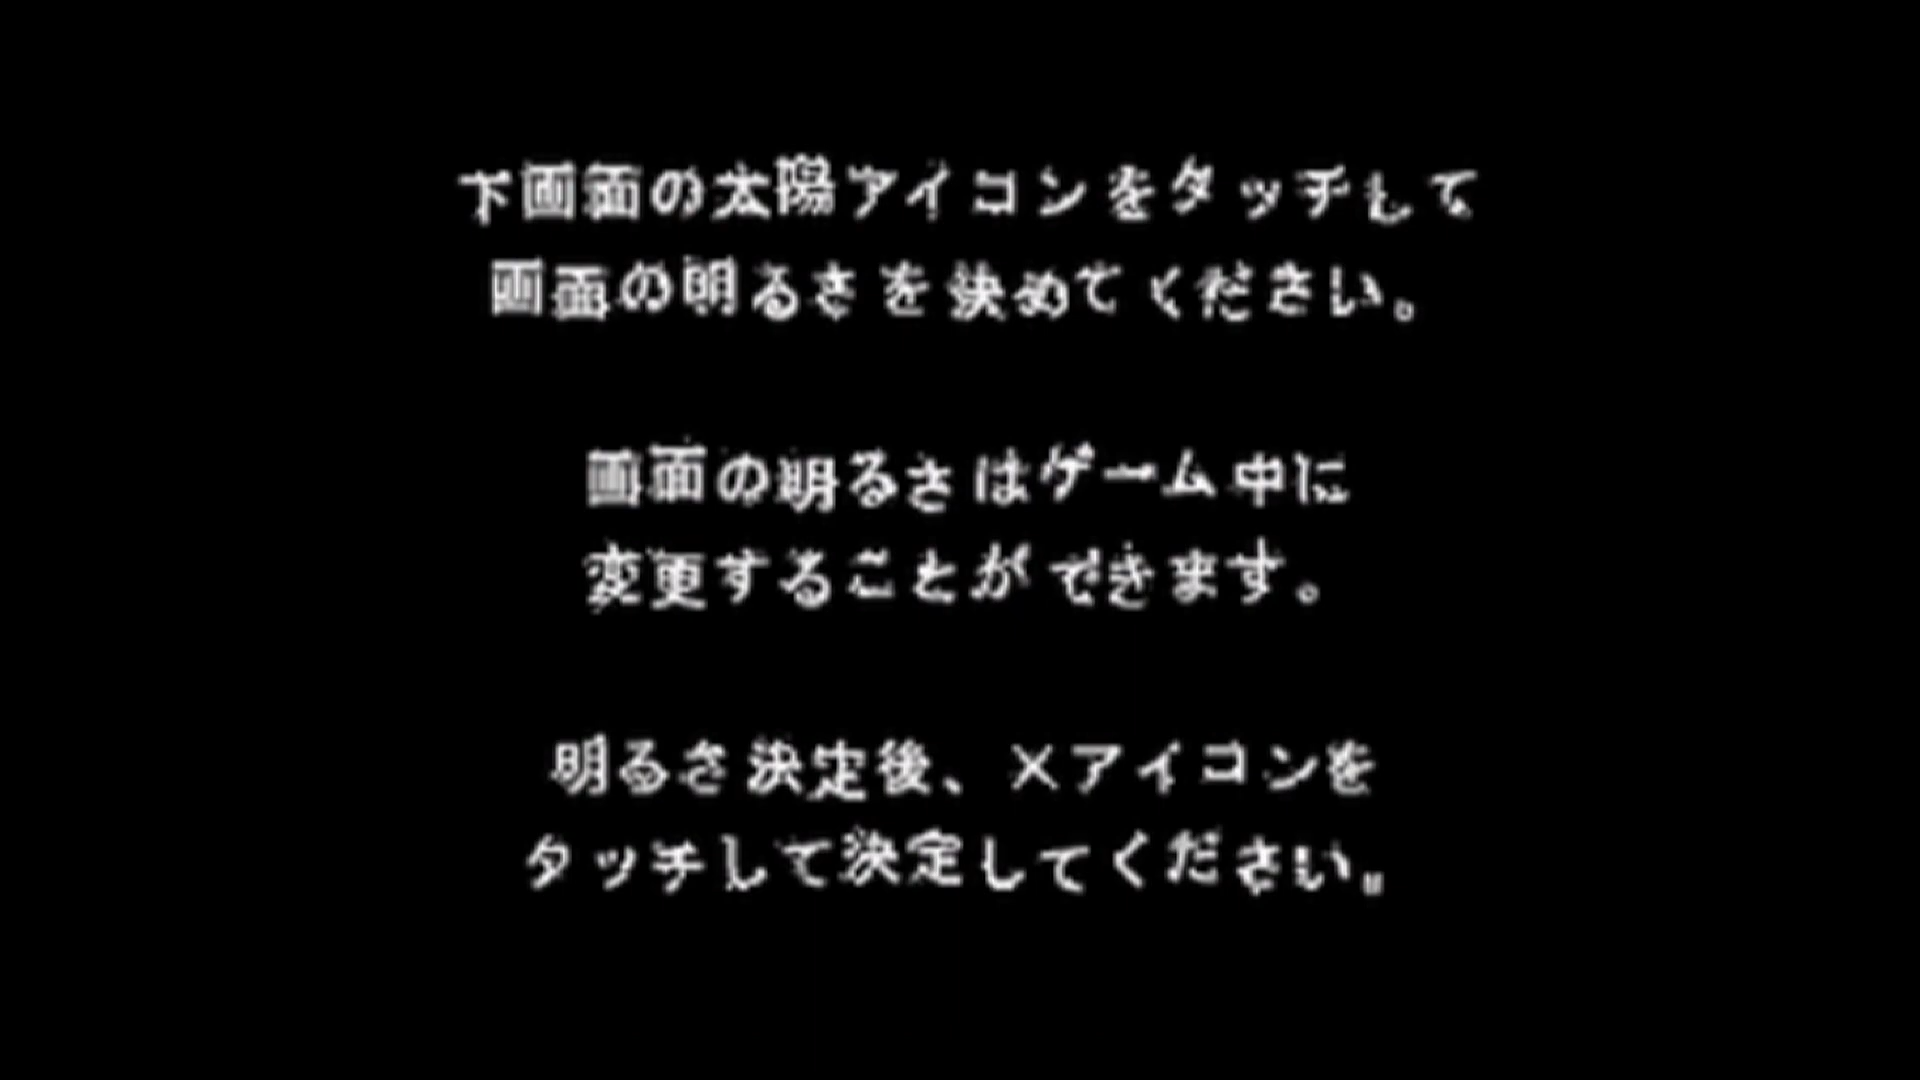 下画面の太陽アイコンをタッチして
画面の明るさを決めてください。
画面の明るさはゲーム中に
変更することができます。
明るさ決定後、×アイコンを
タッチして決定してください。